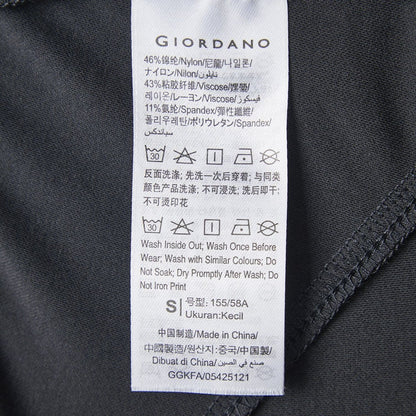 GIORDANO
46%锦纶/Nylon/尼龍/나일론/
ナイロン/Nilon/نايلون
43%粘胶纤维/Viscose/嫘縈/
레이온/レーヨン/Viscose/فيسكوز
11%氨纶/Spandex/彈性纖維/
폴리우레탄/ポリウレタン/Spandex/
سباندكس
30
反面洗涤，先洗一次后穿着；与同类
颜色产品洗涤；不可浸洗；洗后即干；
不可烫印花
30
Wash Inside Out; Wash Once Before
Wear; Wash with Similar Colours; Do
Not Soak; Dry Promptly After Wash; Do
Not Iron Print
S 号型: 155/58A
Ukuran: Kecil
中国制造/Made in China/
中國製造/원산지:중국/中国製/
Dibuat di China/صنع في الصين
GGKFA/05425121